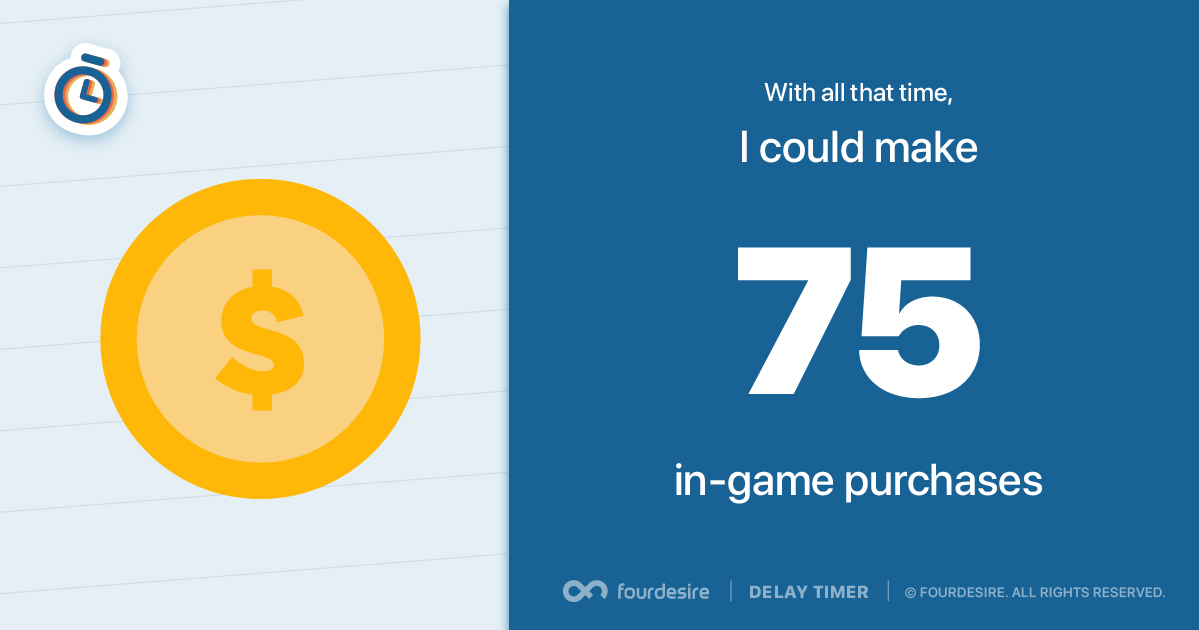 $
With all that time,
I could make
75
in-game purchases
fourdesire | DELAY TIMER | © FOURDESIRE. ALL RIGHTS RESERVED.